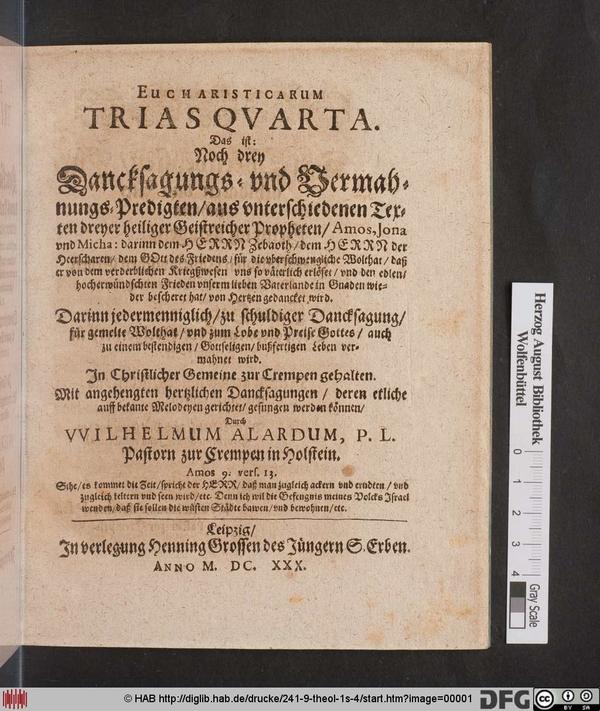 EUCHARISTICARUM
TRIAS QVARTA.
Das ist:
Noch drey
Dancksagungs- vnd Vermah-
nungs-Predigten/aus vnterschiedenen Tex-
ten dreyer heiliger Geistreicher Propheten/ Amos, Jona
vnd Micha: darinn dem HERRN Zebaoth/dem HERRN der
Heerscharen/ dem GOtt des Friedens/ für die vberschwengliche Wolthat/ daß
er von dem verderblichen Kriegßwesen vns so väterlich erlöset/ vnd den edlen/
hocherwündschten Frieden vnserm lieben Vaterlande in Gnaden wie-
der bescheret hat/ von Hertzen gedancket wird.
Darinn jedermenniglich/zu schuldiger Dancksagung/
für gemelte Wolthat/vnd zum Lobe vnd Preise Gottes/ auch
zu einem bestendigen/ Gottseligen/ bußfertigen Leben ver-
mahnet wird.
In Christlicher Gemeine zur Crempen gehalten.
Mit angehengten hertzlichen Dancksagungen/ deren etliche
auff bekante Melodeyen gerichtet/ gesungen werden können/
Durch
VVILHELMUM ALARDUM, P. L.
Pastorn zur Crempen in Holstein.
Amos 9. vers. 13.
Sihe/es kommet die Zeit/spricht der HERR/ daß man zugleich ackern vnd erndten/ vnd
zugleich keltern vnd seen wird/etc. Denn ich wil die Gefengnis meines Volcks Israel
wenden/daß sie sollen die wüsten Städte bawen/vnd bewohnen/etc.
Leipzig/
In verlegung Henning Grossen des Jüngern S. Erben.
ANNO M. DC. XXX.
Herzog August Bibliothek
Wolfenbüttel
0
1
2
3
4
Gray Scale
© HAB http://diglib.hab.de/drucke/241-9-theol-1s-4/start.htm?image=00001
DFG
CC BY SA